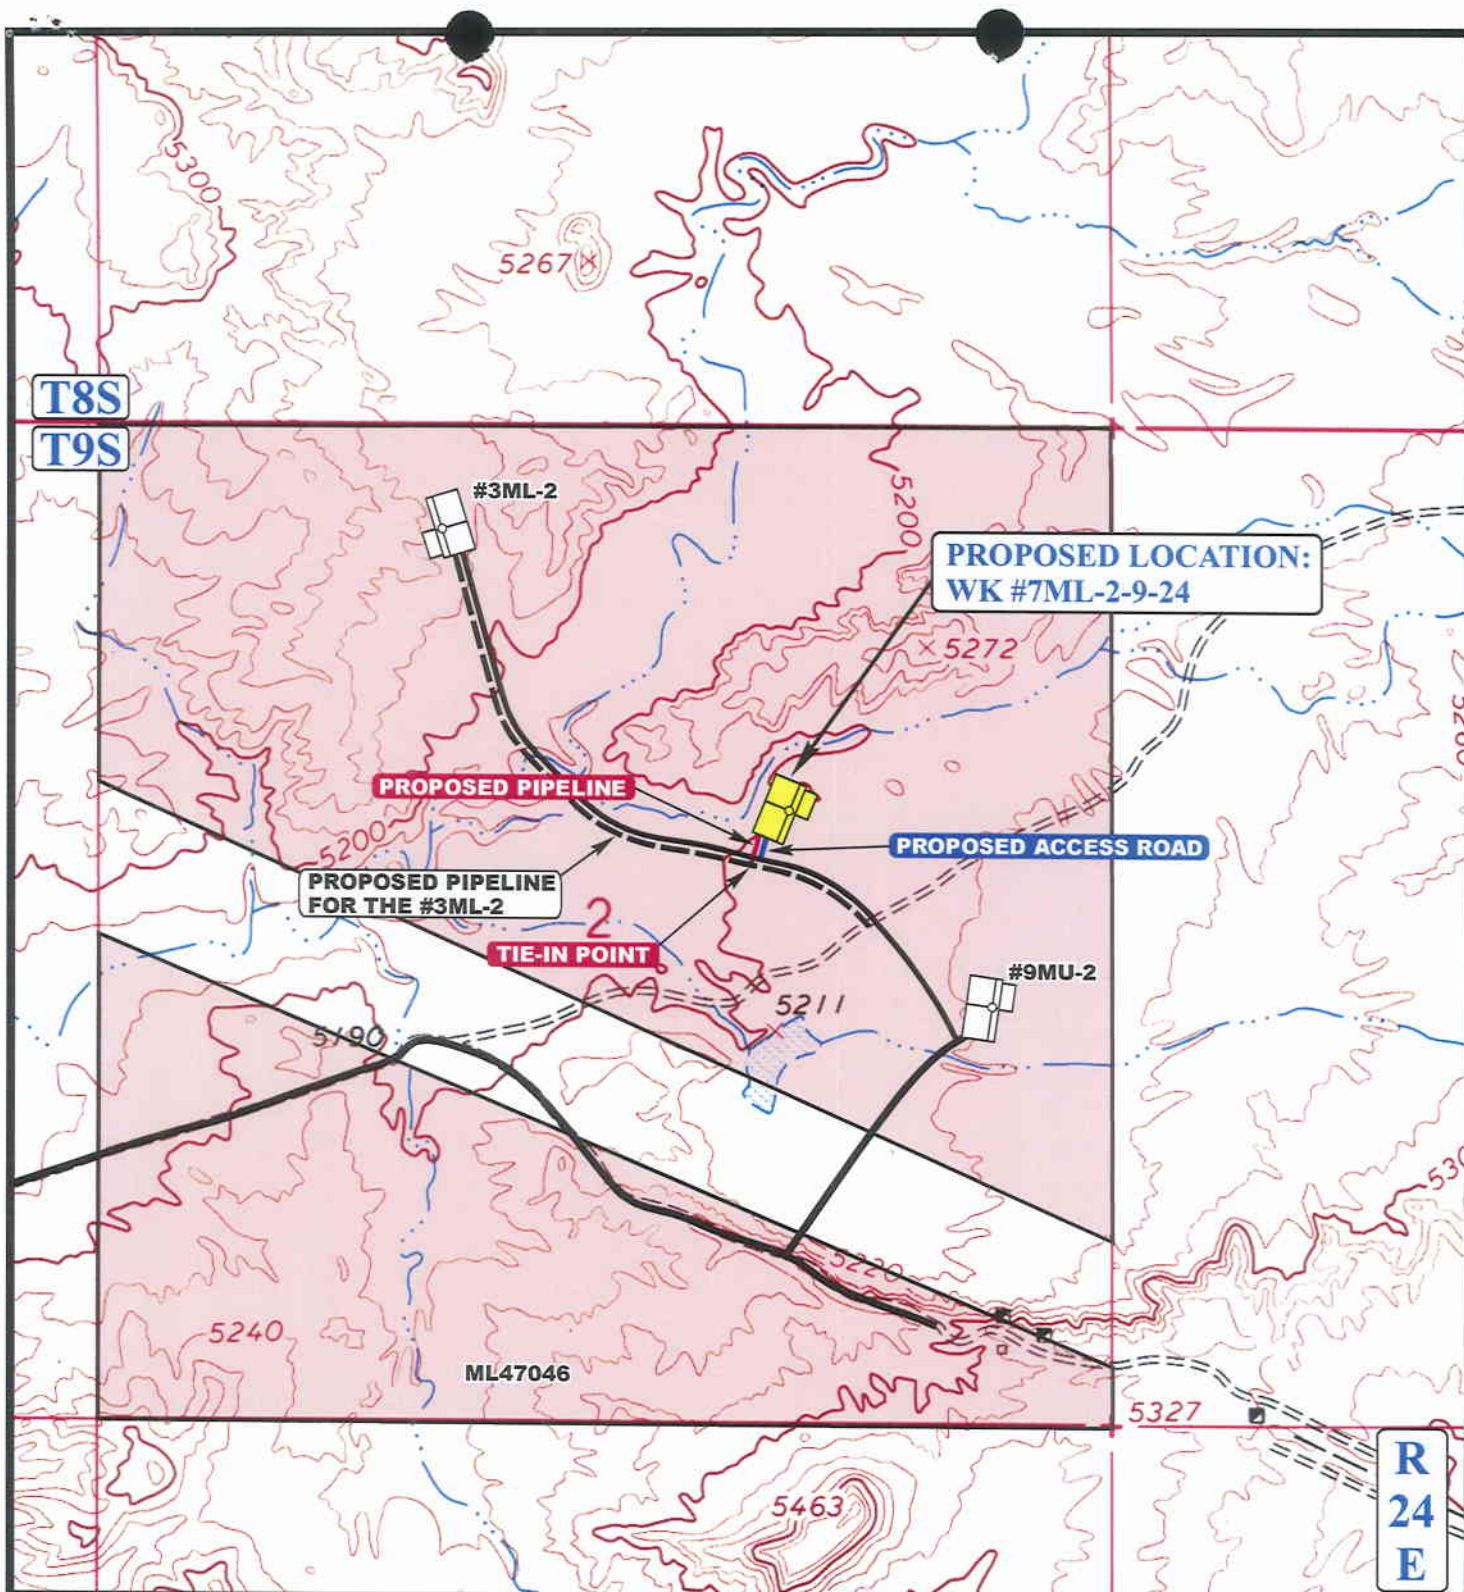 5300
5267
T8S
T9S
#3ML-2
5200
PROPOSED LOCATION:
WK #7ML-2-9-24
5272
PROPOSED PIPELINE
5200
PROPOSED ACCESS ROAD
PROPOSED PIPELINE
FOR THE #3ML-2
2
TIE-IN POINT
#9MU-2
5211
5190
5220
5240
ML47046
5327
5463
R
24
E